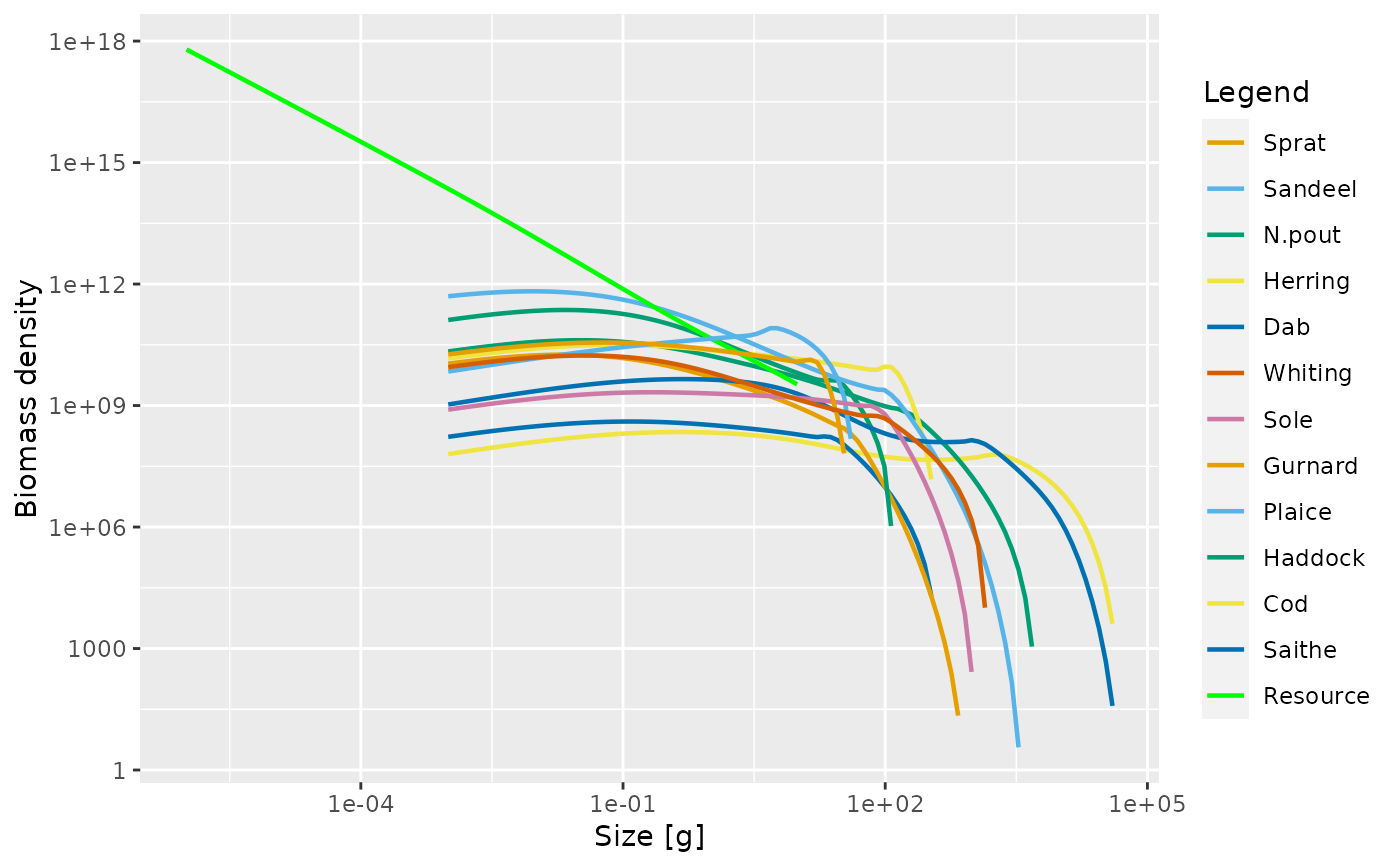 1e+18
1e+15
1e+12
1e+09
1e+06
1000
1
Biomass density
1e-04
1e-01
1e+02
1e+05
Size [g]
Legend
Sprat
Sandeel
N.pout
Herring
Dab
Whiting
Sole
Gurnard
Plaice
Haddock
Cod
Saithe
Resource